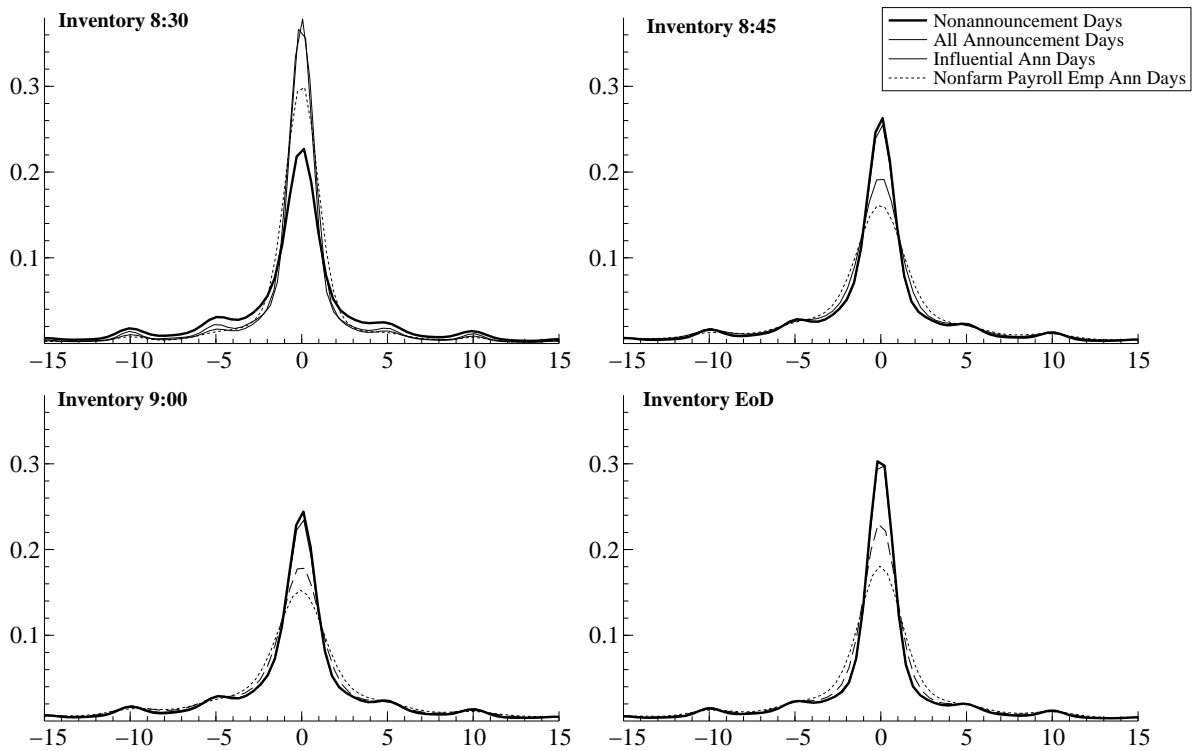 Inventory 8:30
0.3
0.2
0.1
−15 −10 −5 0 5 10 15
Inventory 8:45
Nonannouncement Days
All Announcement Days
Influential Ann Days
Nonfarm Payroll Emp Ann Days
0.3
0.2
0.1
−15 −10 −5 0 5 10 15
Inventory 9:00
0.3
0.2
0.1
−15 −10 −5 0 5 10 15
Inventory EoD
0.3
0.2
0.1
−15 −10 −5 0 5 10 15